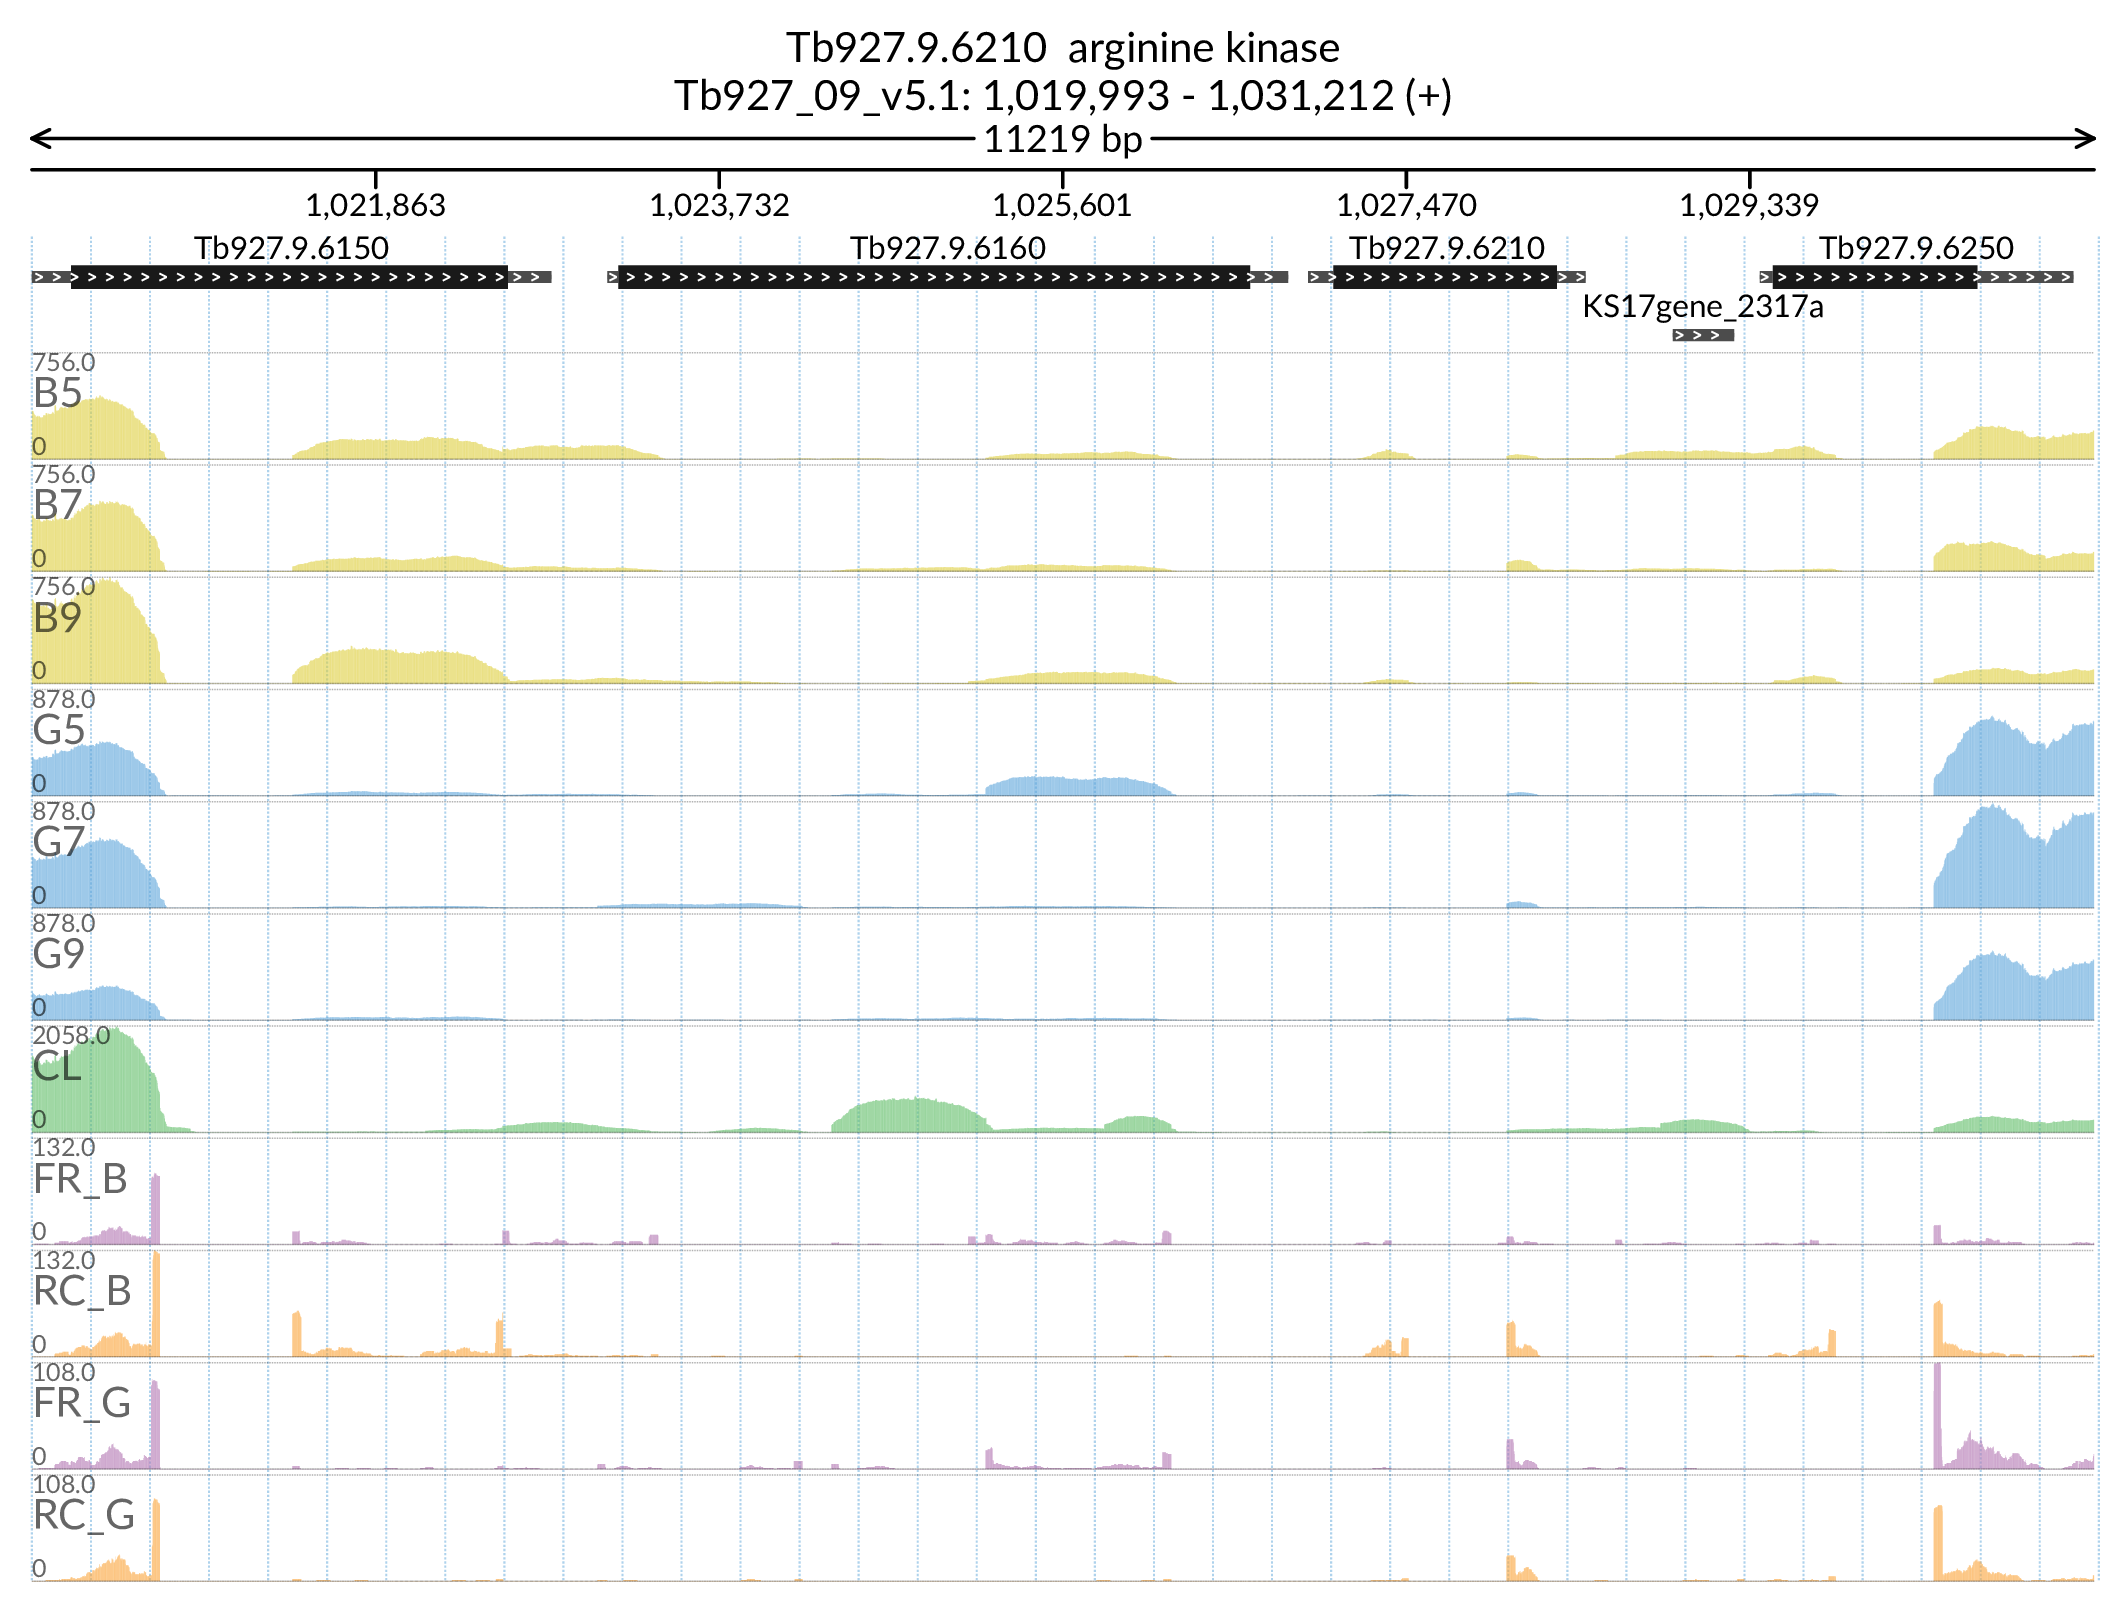 Tb927.9.6210  arginine kinase
Tb927_09_v5.1: 1,019,993 - 1,031,212 (+)
11219 bp
1,021,863 1,023,732 1,025,601 1,027,470 1,029,339
Tb927.9.6150 Tb927.9.6160 Tb927.9.6210 Tb927.9.6250
KS17gene_2317a
756.0
B5
0
756.0
B7
0
756.0
B9
0
878.0
G5
0
878.0
G7
0
878.0
G9
0
2058.0
CL
0
132.0
FR_B
0
132.0
RC_B
0
108.0
FR_G
0
108.0
RC_G
0